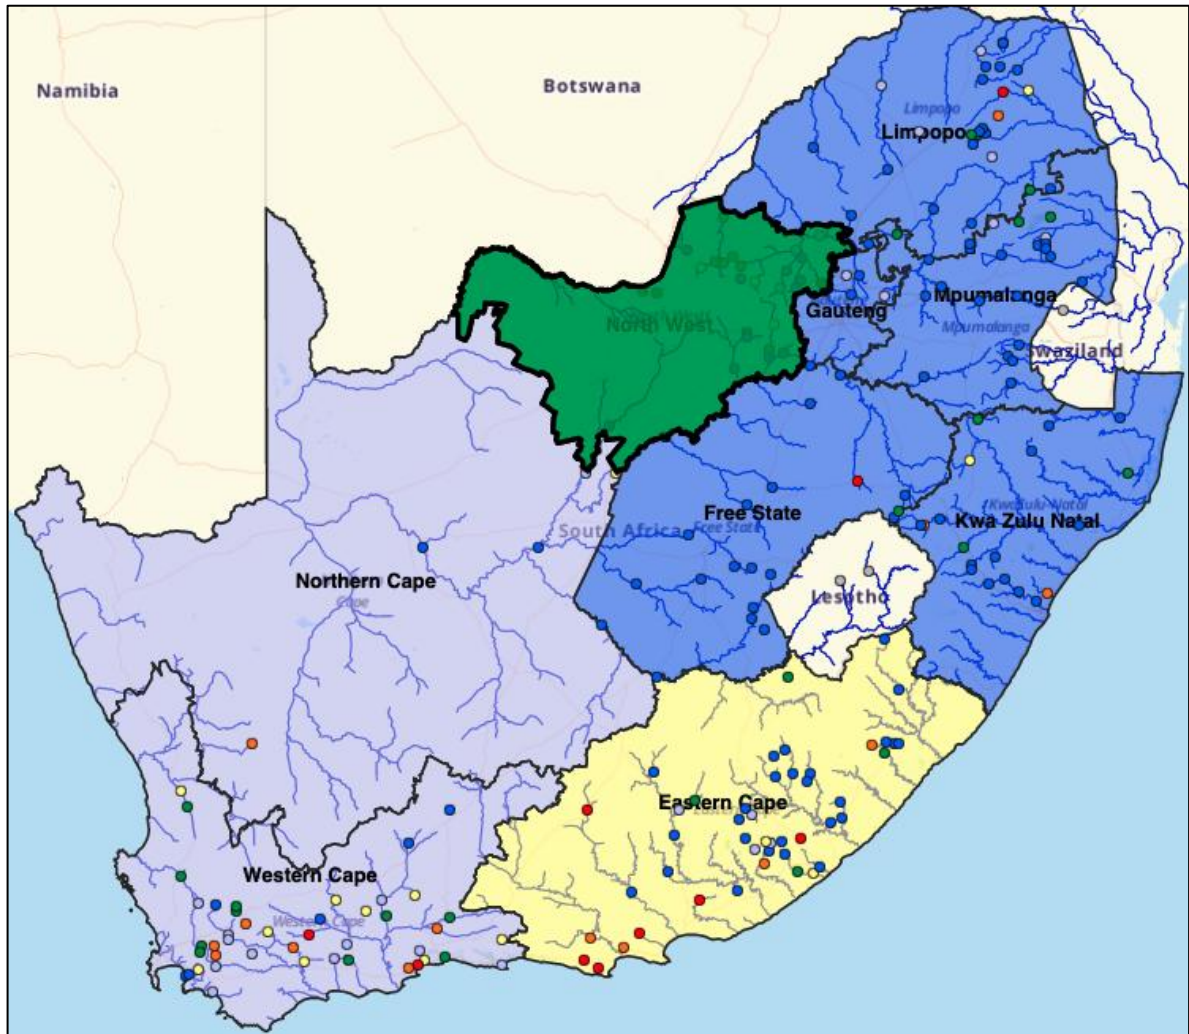 Namibia
Botswana
Limpopo
Limpopo
Mpumalanga
Gauteng
Mpumalanga
North West
Swaziland
Free State
Free State
KwaZulu-Natal
Kwa Zulu Natal
South Africa
Northern Cape
Cape
Lesotho
Eastern Cape
Western Cape
Western Cape